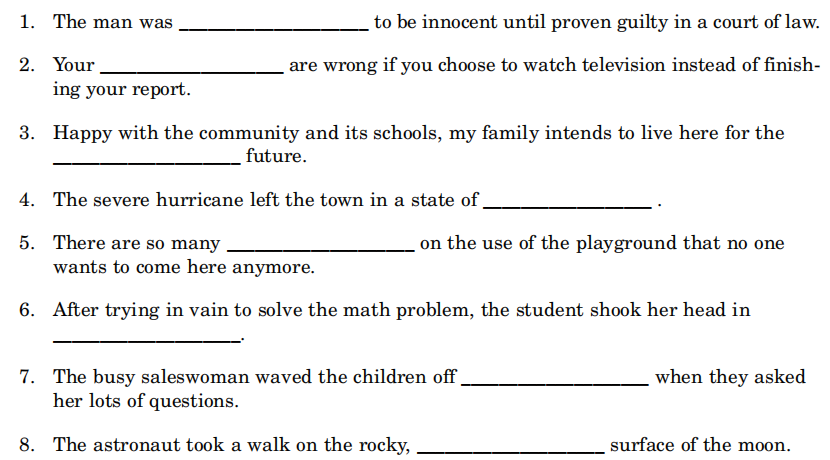 1. The man was ____________________ to be innocent until proven guilty in a court of law.
2. Your ____________________ are wrong if you choose to watch television instead of finish-
ing your report.
3. Happy with the community and its schools, my family intends to live here for the
____________________ future.
4. The severe hurricane left the town in a state of __________________ .
5. There are so many ____________________ on the use of the playground that no one
wants to come here anymore.
6. After trying in vain to solve the math problem, the student shook her head in
____________________.
7. The busy saleswoman waved the children off ____________________ when they asked
her lots of questions.
8. The astronaut took a walk on the rocky, ____________________ surface of the moon.